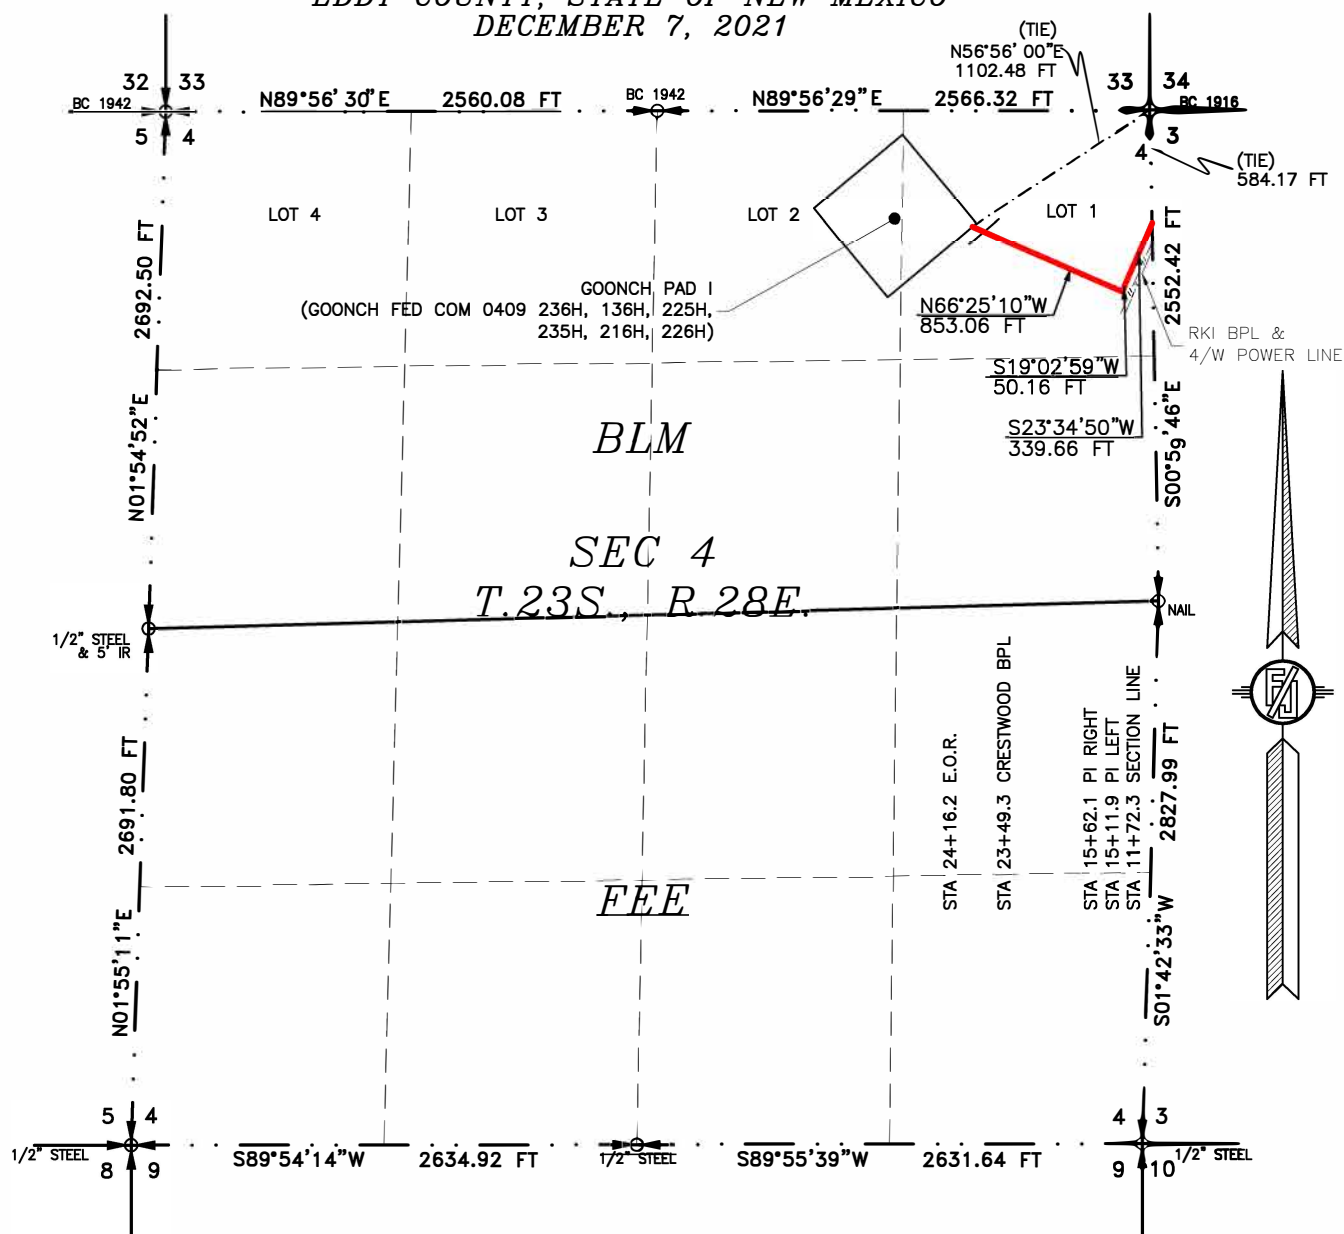 EDDY COUNTY, STATE OF NEW MEXICO
DECEMBER 7, 2021
(TIE)
N56°56' 00"E
1102.48 FT
32 33
BC 1942
5 4
N89°56' 30"E 2560.08 FT
BC 1942
N89°56'29"E 2566.32 FT
33 34
BC 1916
4 3
(TIE)
584.17 FT
LOT 4
LOT 3
LOT 2
LOT 1
N01°54'52"E 2692.50 FT
S00°59'46"E 2552.42 FT
GOONCH PAD I
(GOONCH FED COM 0409 236H, 136H, 225H,
235H, 216H, 226H)
N66°25'10"W
853.06 FT
RKI BPL &
4/W POWER LINE
S19°02'59"W
50.16 FT
S23°34'50"W
339.66 FT
BLM
SEC 4
T.23S., R.28E.
1/2" STEEL
& 5' IR
NAIL
N01°55'11"E 2691.80 FT
STA 24+16.2 E.O.R.
STA 23+49.3 CRESTWOOD BPL
STA 15+62.1 PI RIGHT
STA 15+11.9 PI LEFT
STA 11+72.3 SECTION LINE
S01°42'33"W 2827.99 FT
FEE
5 4
1/2" STEEL
8 9
S89°54'14"W 2634.92 FT
1/2" STEEL
S89°55'39"W 2631.64 FT
4 3
9 10
1/2" STEEL